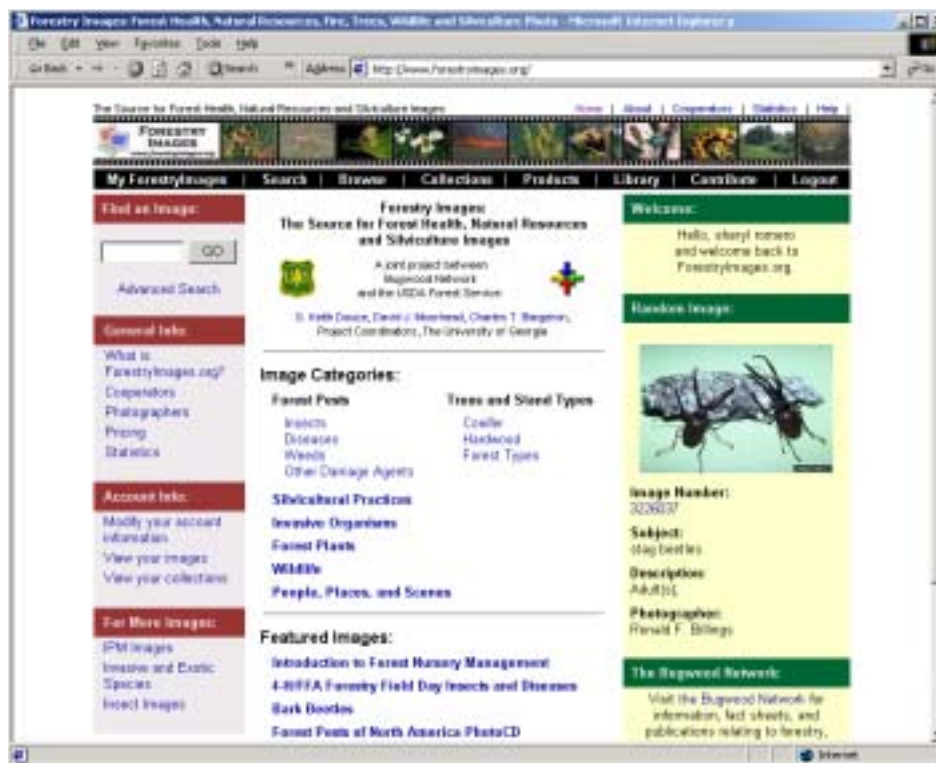 Forestry Images: Forest Health, Natural Resources, Fire, Trees, Wildlife and Silviculture Photo - Microsoft Internet Explorer
File Edit View Favorites Tools Help
Back Search Address http://www.forestryimages.org/
The Source for Forest Health, Natural Resources and Silviculture Images
Home | About | Cooperators | Statistics | Help |
FORESTRY
IMAGES
www.forestryimages.org
My ForestryImages | Search | Browse | Collections | Products | Library | Contribute | Logout
Find an Image:
GO
Advanced Search
General Info:
What is
ForestryImages.org?
Cooperators
Photographers
Pricing
Statistics
Account Info:
Modify your account
information
View your images
View your collections
For More Images:
IPM Images
Invasive and Exotic
Species
Insect Images
Forestry Images:
The Source for Forest Health, Natural Resources
and Silviculture Images
A joint project between
Bugwood Network
and the USDA Forest Service
G. Keith Douce, David J. Moorhead, Charles T. Bargeron,
Project Coordinators, The University of Georgia
Image Categories:
Forest Pests
Insects
Diseases
Weeds
Other Damage Agents
Trees and Stand Types
Conifer
Hardwood
Forest Types
Silvicultural Practices
Invasive Organisms
Forest Plants
Wildlife
People, Places, and Scenes
Featured Images:
Introduction to Forest Nursery Management
4-H/FFA Forestry Field Day Insects and Diseases
Bark Beetles
Forest Pests of North America PhotoCD
Welcome:
Hello, sheryl romero
and welcome back to
ForestryImages.org
Random Image:
Image Number:
3226037
Subject:
stag beetles
Description:
Adult(s),
Photographer:
Ronald F. Billings
The Bugwood Network:
Visit the Bugwood Network for
information, fact sheets, and
publications relating to forestry,
Internet